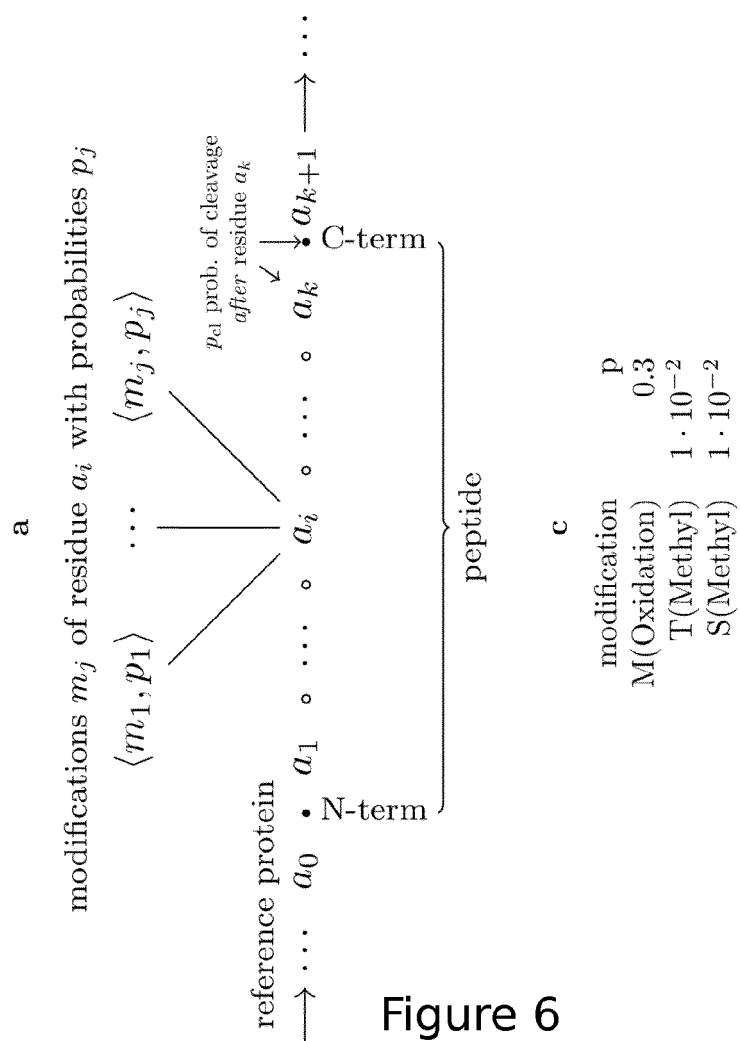 a
modifications m_j of residue a_i with probabilities p_j
⟨m_1, p_1⟩ ⋯ ⟨m_j, p_j⟩
p_cl prob. of cleavage
after residue a_k
reference protein
⋯ a_0 • a_1 ∘ ⋯ ∘ a_i ∘ ⋯ ∘ a_k • a_{k+1} ⋯
N-term C-term
peptide
c
modification p
M(Oxidation) 0.3
T(Methyl) 1 · 10^{-2}
S(Methyl) 1 · 10^{-2}
Figure 6